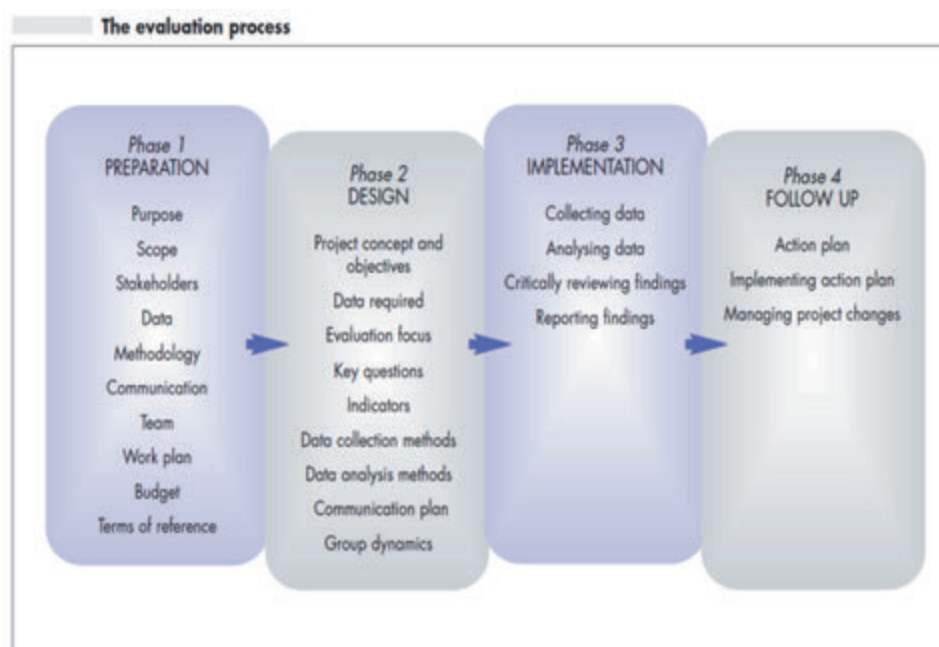 The evaluation process
Phase 1
PREPARATION
Purpose
Scope
Stakeholders
Data
Methodology
Communication
Team
Work plan
Budget
Terms of reference
Phase 2
DESIGN
Project concept and
objectives
Data required
Evaluation focus
Key questions
Indicators
Data collection methods
Data analysis methods
Communication plan
Group dynamics
Phase 3
IMPLEMENTATION
Collecting data
Analysing data
Critically reviewing findings
Reporting findings
Phase 4
FOLLOW UP
Action plan
Implementing action plan
Managing project changes